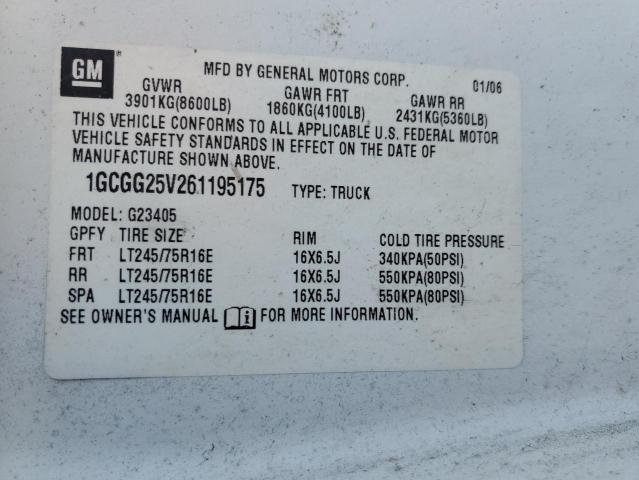 GM
®
MFD BY GENERAL MOTORS CORP.
01/06
GVWR GAWR FRT GAWR RR
3901KG(8600LB) 1860KG(4100LB) 2431KG(5360LB)
THIS VEHICLE CONFORMS TO ALL APPLICABLE U.S. FEDERAL MOTOR
VEHICLE SAFETY STANDARDS IN EFFECT ON THE DATE OF
MANUFACTURE SHOWN ABOVE.
1GCGG25V261195175 TYPE: TRUCK
MODEL: G23405
GPFY TIRE SIZE RIM COLD TIRE PRESSURE
FRT LT245/75R16E 16X6.5J 340KPA(50PSI)
RR LT245/75R16E 16X6.5J 550KPA(80PSI)
SPA LT245/75R16E 16X6.5J 550KPA(80PSI)
SEE OWNER'S MANUAL i FOR MORE INFORMATION.